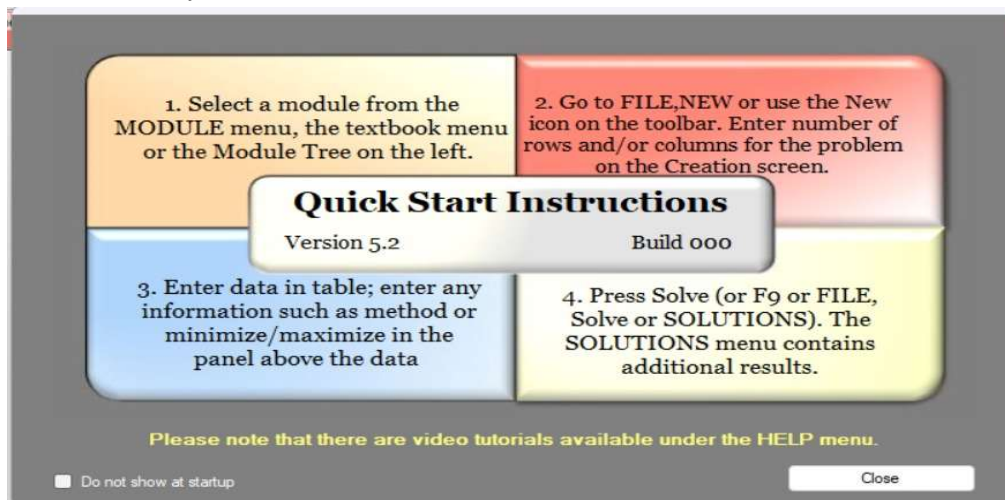 1. Select a module from the
MODULE menu, the textbook menu
or the Module Tree on the left.
2. Go to FILE,NEW or use the New
icon on the toolbar. Enter number of
rows and/or columns for the problem
on the Creation screen.
Quick Start Instructions
Version 5.2
Build 000
3. Enter data in table; enter any
information such as method or
minimize/maximize in the
panel above the data
4. Press Solve (or F9 or FILE,
Solve or SOLUTIONS). The
SOLUTIONS menu contains
additional results.
Please note that there are video tutorials available under the HELP menu.
Do not show at startup
Close